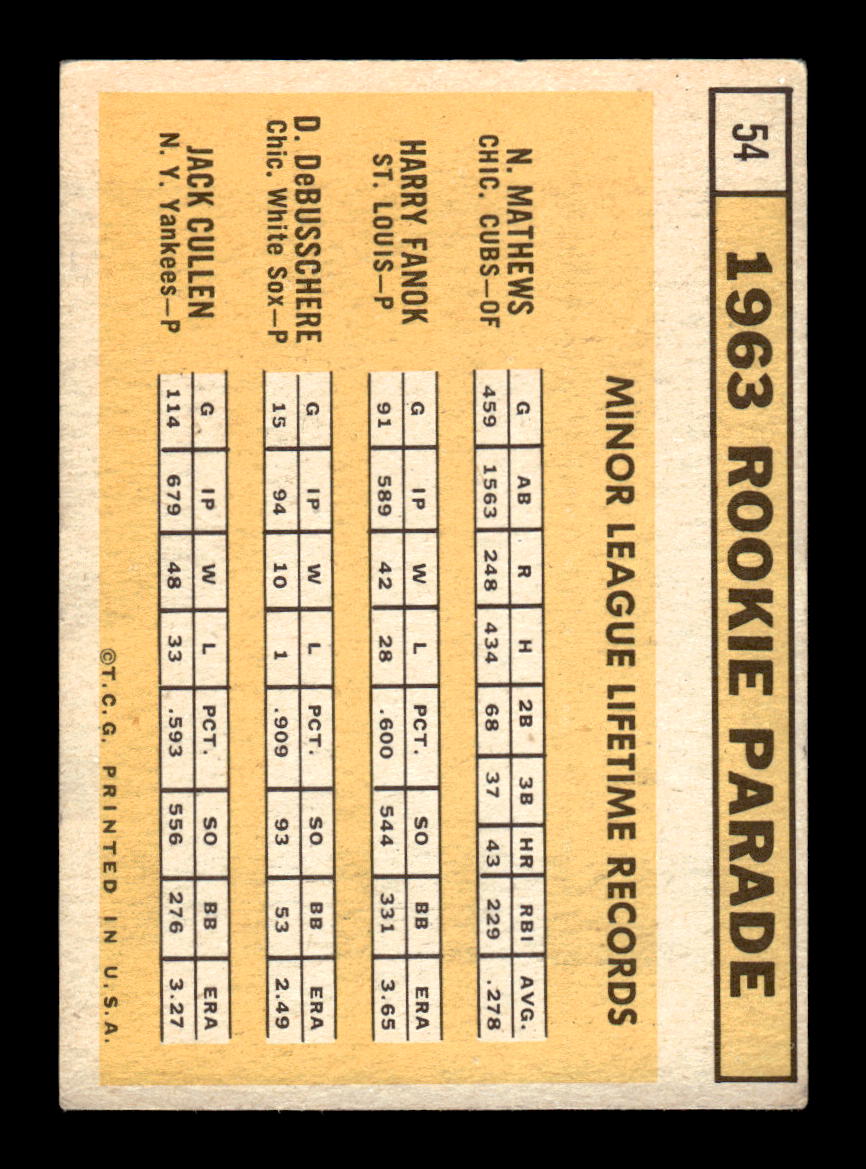 54 1963 ROOKIE PARADE
MINOR LEAGUE LIFETIME RECORDS
N. MATHEWS
CHIC. CUBS—OF
G AB R H 2B 3B HR RBI AVG.
459 1563 248 434 68 37 43 229 .278
HARRY FANOK
ST. LOUIS—P
G IP W L PCT. SO BB ERA
91 589 42 28 .600 544 331 3.65
D. DeBUSSCHERE
Chic. White Sox—P
G IP W L PCT. SO BB ERA
15 94 10 1 .909 93 53 2.49
JACK CULLEN
N. Y. Yankees—P
G IP W L PCT. SO BB ERA
114 679 48 33 .593 556 276 3.27
©T.C.G. PRINTED IN U.S.A.